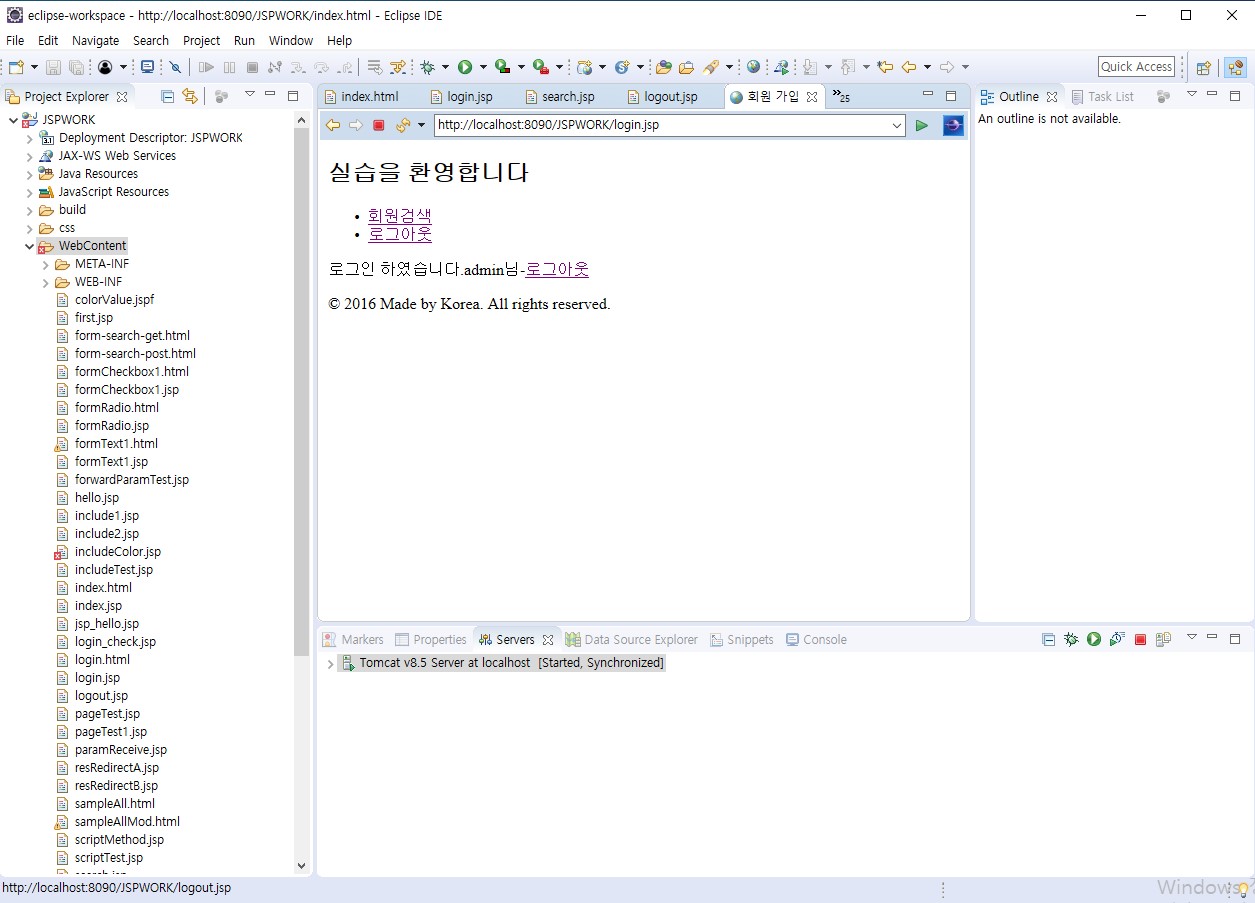 eclipse-workspace - http://localhost:8090/JSPWORK/index.html - Eclipse IDE
File Edit Navigate Search Project Run Window Help
Quick Access
Project Explorer
index.html login.jsp search.jsp logout.jsp 회원 가입 »25
Outline Task List
JSPWORK
http://localhost:8090/JSPWORK/login.jsp
An outline is not available.
Deployment Descriptor: JSPWORK
JAX-WS Web Services
Java Resources
JavaScript Resources
build
css
WebContent
META-INF
WEB-INF
colorValue.jspf
first.jsp
form-search-get.html
form-search-post.html
formCheckbox1.html
formCheckbox1.jsp
formRadio.html
formRadio.jsp
formText1.html
formText1.jsp
forwardParamTest.jsp
hello.jsp
include1.jsp
include2.jsp
includeColor.jsp
includeTest.jsp
index.html
index.jsp
jsp_hello.jsp
login_check.jsp
login.html
login.jsp
logout.jsp
pageTest.jsp
pageTest1.jsp
paramReceive.jsp
resRedirectA.jsp
resRedirectB.jsp
sampleAll.html
sampleAllMod.html
scriptMethod.jsp
scriptTest.jsp
search.jsp
실습을 환영합니다
• 회원검색
• 로그아웃
로그인 하였습니다.admin님-로그아웃
© 2016 Made by Korea. All rights reserved.
Markers Properties Servers Data Source Explorer Snippets Console
Tomcat v8.5 Server at localhost [Started, Synchronized]
http://localhost:8090/JSPWORK/logout.jsp
Windows